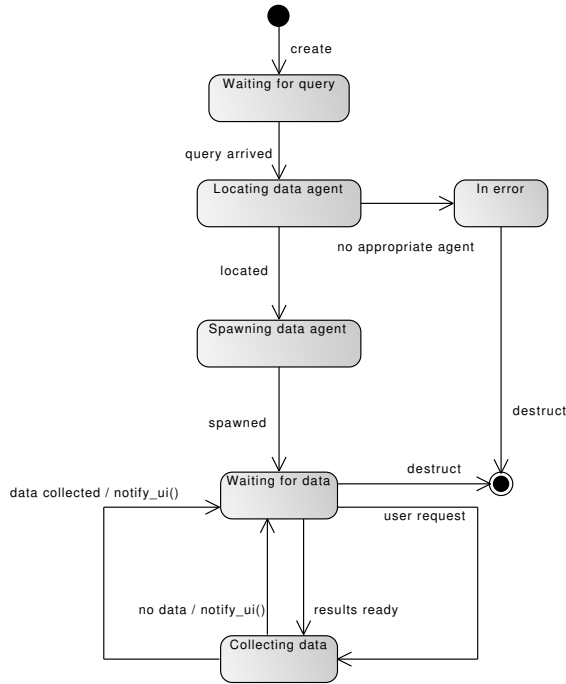 create
Waiting for query
query arrived
Locating data agent
In error
no appropriate agent
located
Spawning data agent
destruct
spawned
destruct
Waiting for data
data collected / notify_ui()
user request
no data / notify_ui()
results ready
Collecting data